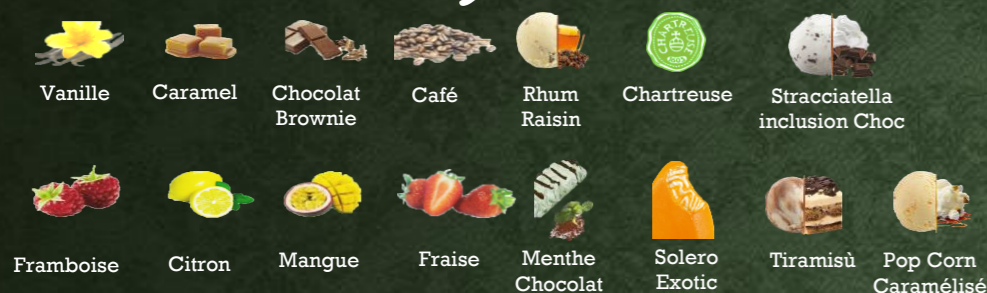 Vanille
Caramel
Chocolat
Brownie
Café
Rhum
Raisin
CHARTREUSE
Chartreuse
Stracciatella
inclusion Choc
Framboise
Citron
Mangue
Fraise
Menthe
Chocolat
Solero
Exotic
Tiramisù
Pop Corn
Caramélisé